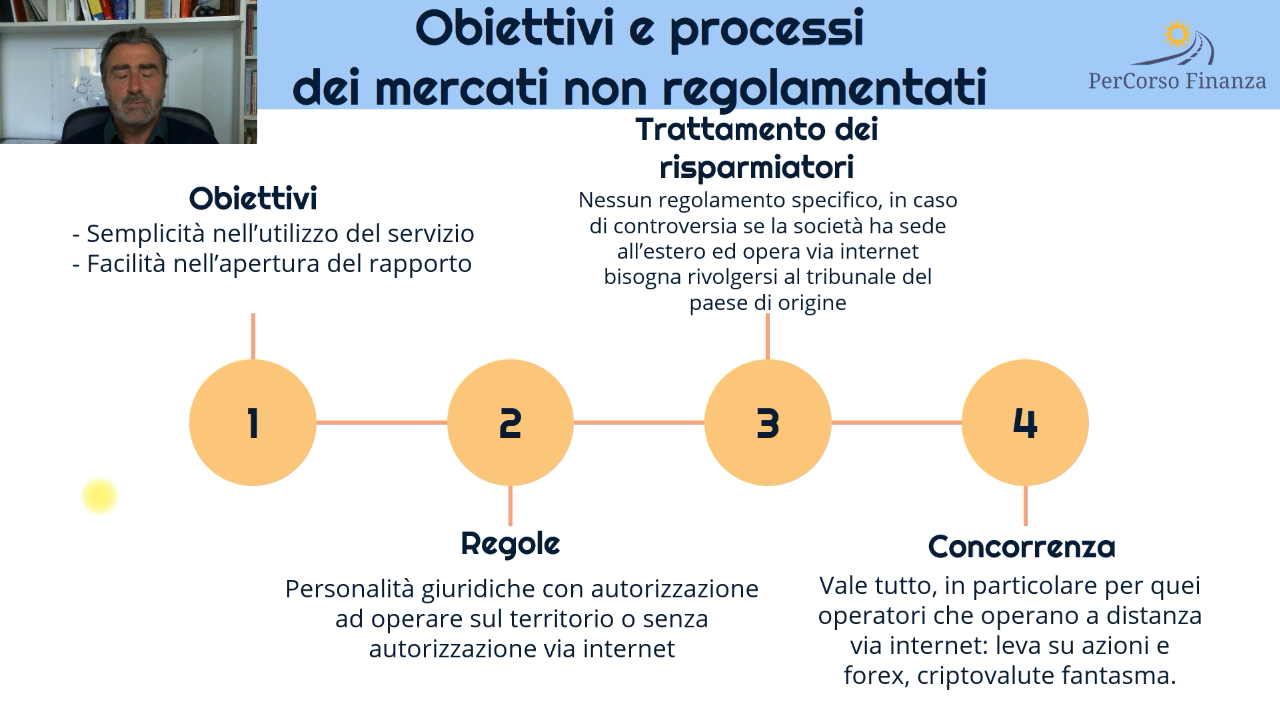 Obiettivi e processi
dei mercati non regolamentati
PerCorso Finanza
Obiettivi
- Semplicità nell’utilizzo del servizio
- Facilità nell’apertura del rapporto
Trattamento dei
risparmiatori
Nessun regolamento specifico, in caso
di controversia se la società ha sede
all’estero ed opera via internet
bisogna rivolgersi al tribunale del
paese di origine
1
2
3
4
Regole
Personalità giuridiche con autorizzazione
ad operare sul territorio o senza
autorizzazione via internet
Concorrenza
Vale tutto, in particolare per quei
operatori che operano a distanza
via internet: leva su azioni e
forex, criptovalute fantasma.